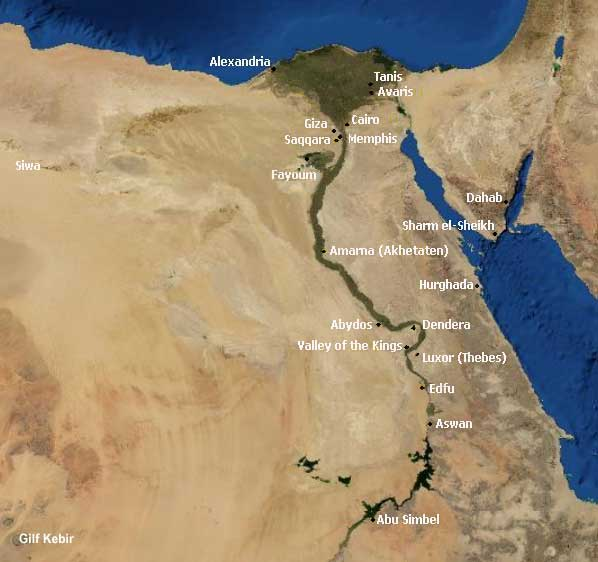 Alexandria
Tanis
Avaris
Cairo
Giza
Memphis
Saqqara
Siwa
Fayoum
Dahab
Sharm el-Sheikh
Amarna (Akhetaten)
Hurghada
Abydos
Dendera
Valley of the Kings
Luxor (Thebes)
Edfu
Aswan
Abu Simbel
Gilf Kebir